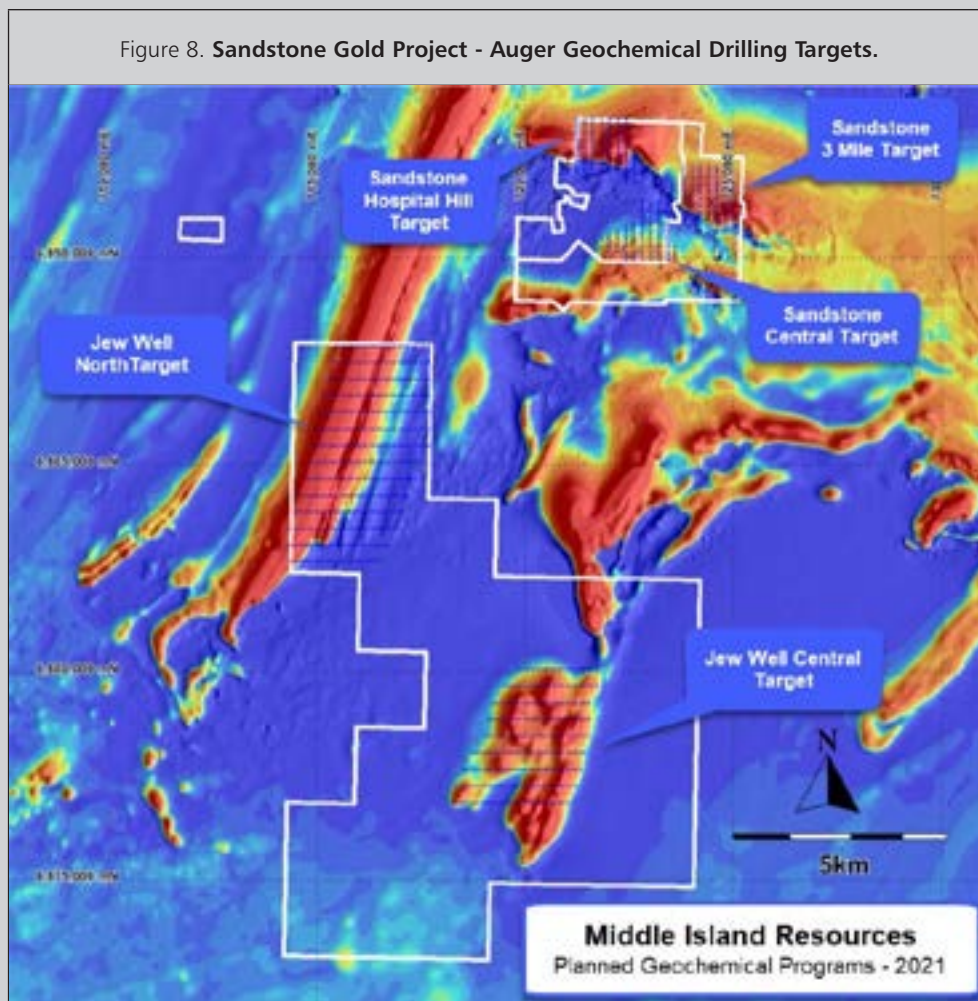 Figure 8. Sandstone Gold Project - Auger Geochemical Drilling Targets.
Sandstone
3 Mile Target
Sandstone
Hospital Hill
Target
Sandstone
Central Target
Jew Well
NorthTarget
Jew Well Central
Target
N
5km
Middle Island Resources
Planned Geochemical Programs - 2021